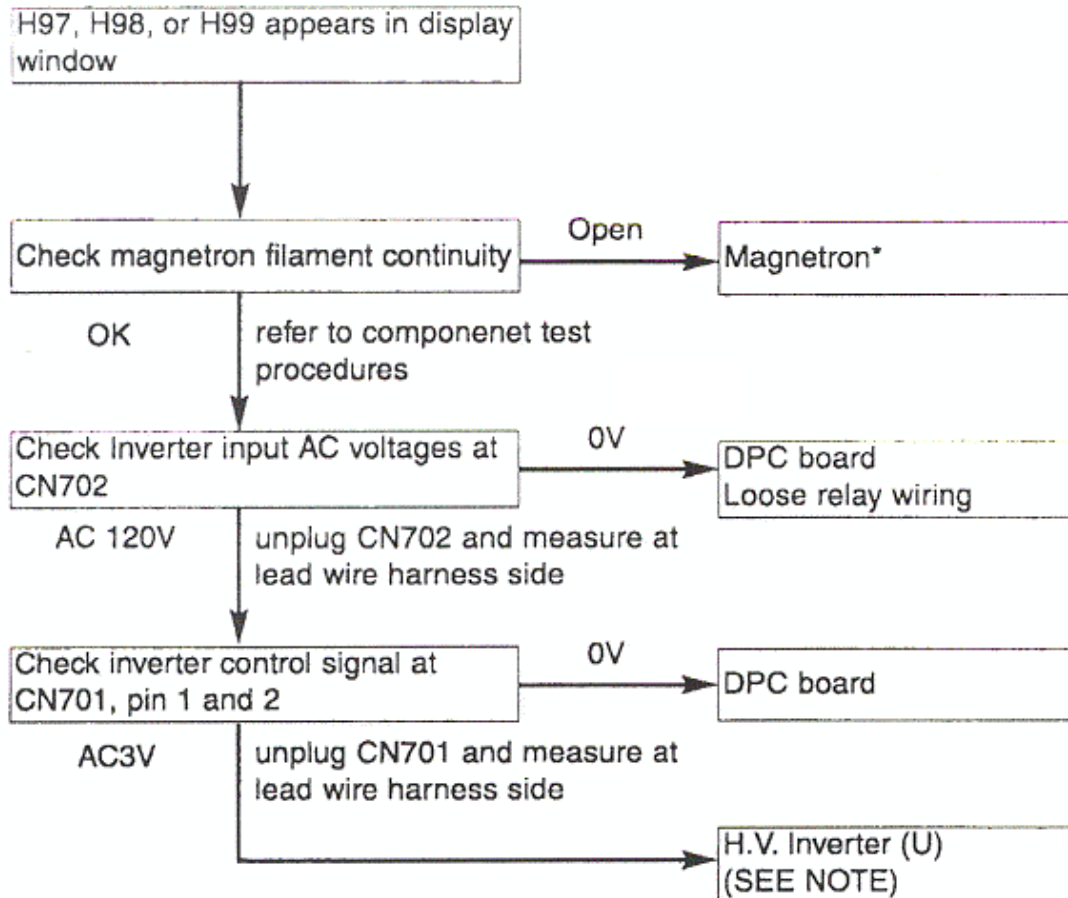 H97, H98, or H99 appears in display
window
Check magnetron filament continuity
Open
Magnetron*
OK
refer to componenet test
procedures
Check Inverter input AC voltages at
CN702
0V
DPC board
Loose relay wiring
AC 120V
unplug CN702 and measure at
lead wire harness side
Check inverter control signal at
CN701, pin 1 and 2
0V
DPC board
AC3V
unplug CN701 and measure at
lead wire harness side
H.V. Inverter (U)
(SEE NOTE)